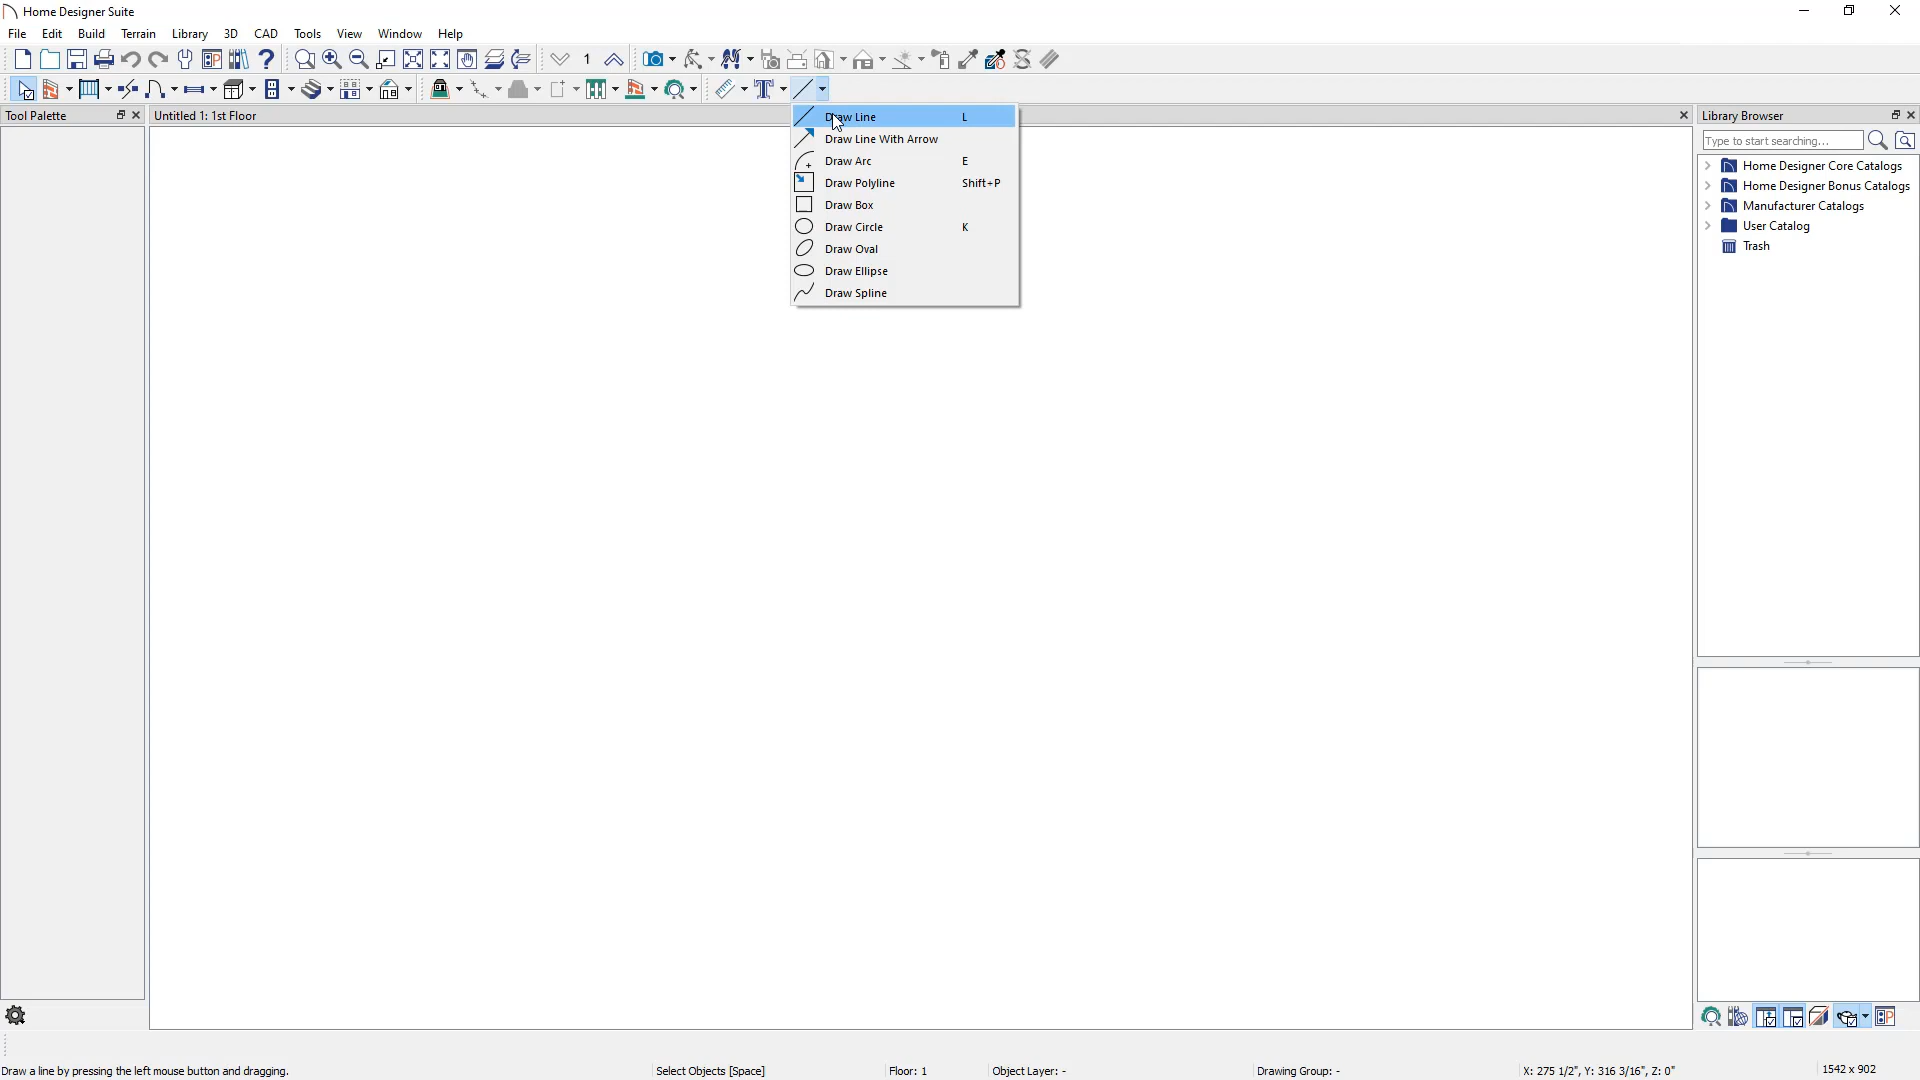 Home Designer Suite
File Edit Build Terrain Library 3D CAD Tools View Window Help
1
Tool Palette
Untitled 1: 1st Floor
Library Browser
Draw Line L
Draw Line With Arrow
Draw Arc E
Draw Polyline Shift+P
Draw Box
Draw Circle K
Draw Oval
Draw Ellipse
Draw Spline
Type to start searching...
Home Designer Core Catalogs
Home Designer Bonus Catalogs
Manufacturer Catalogs
User Catalog
Trash
Draw a line by pressing the left mouse button and dragging. Select Objects [Space] Floor: 1 Object Layer: - Drawing Group: - X: 275 1/2", Y: 316 3/16", Z: 0" 1542 x 902